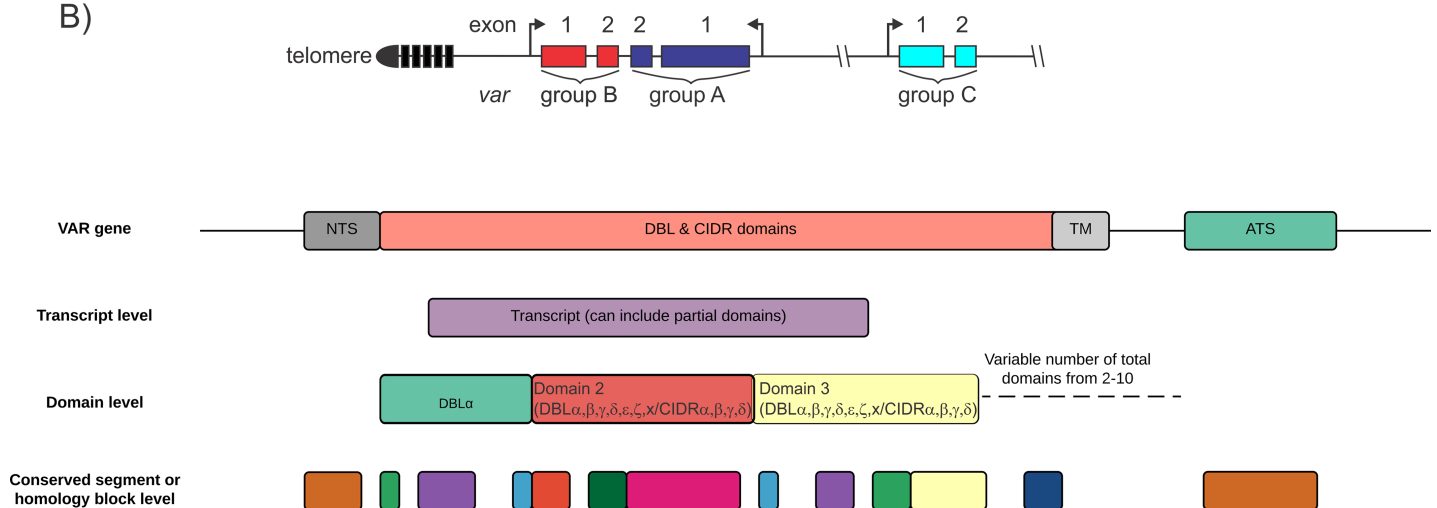 B)
exon 1 2 2 1 1 2
telomere
var group B group A group C
VAR gene NTS DBL & CIDR domains TM ATS
Transcript level Transcript (can include partial domains)
Variable number of total
domains from 2-10
Domain level DBLα
Domain 2
(DBLα,β,γ,δ,ε,ζ,x/CIDRα,β,γ,δ)
Domain 3
(DBLα,β,γ,δ,ε,ζ,x/CIDRα,β,γ,δ)
Conserved segment or
homology block level